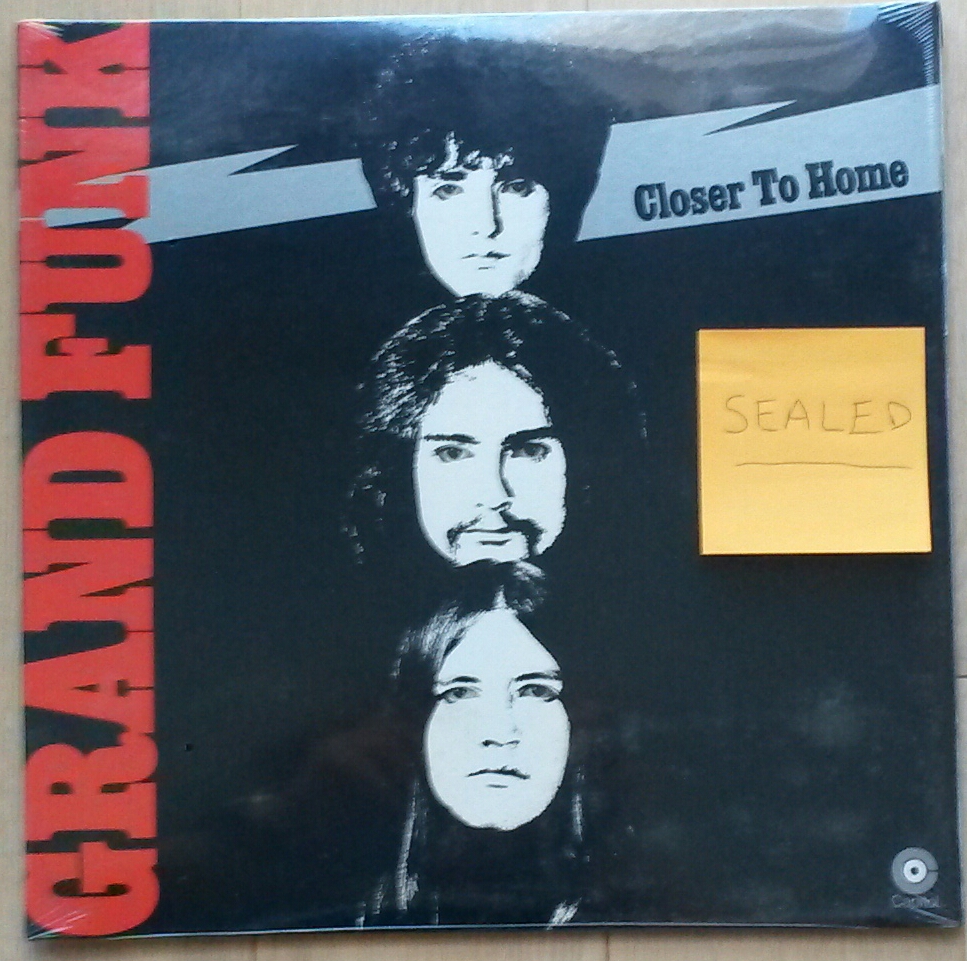 GRAND FUNK
Closer To Home
SEALED
Capitol